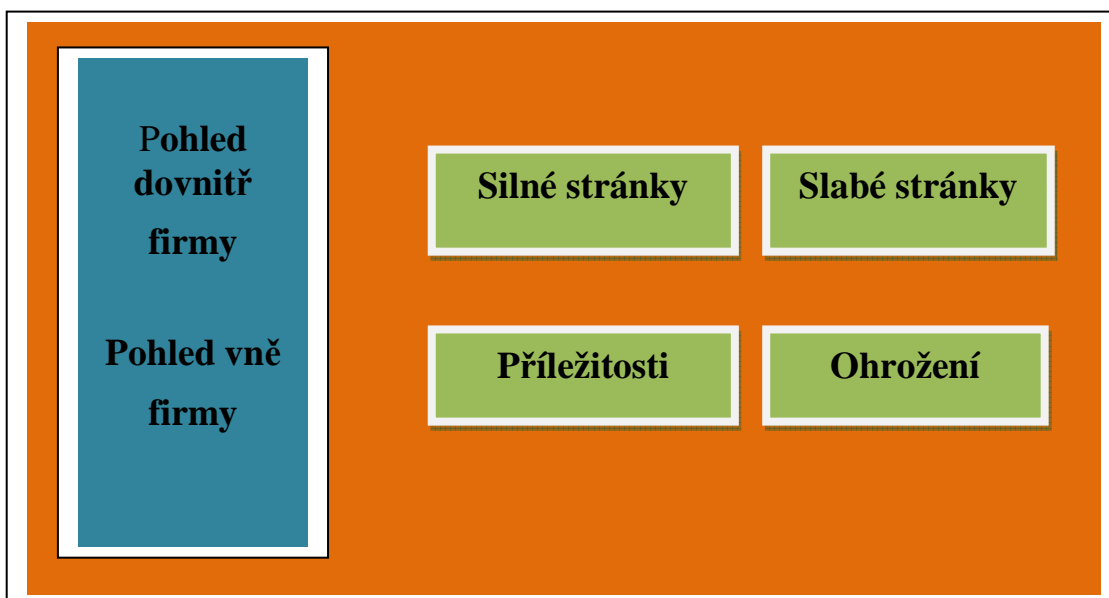 Pohled
dovnitř
firmy
Silné stránky
Slabé stránky
Pohled vně
firmy
Příležitosti
Ohrožení